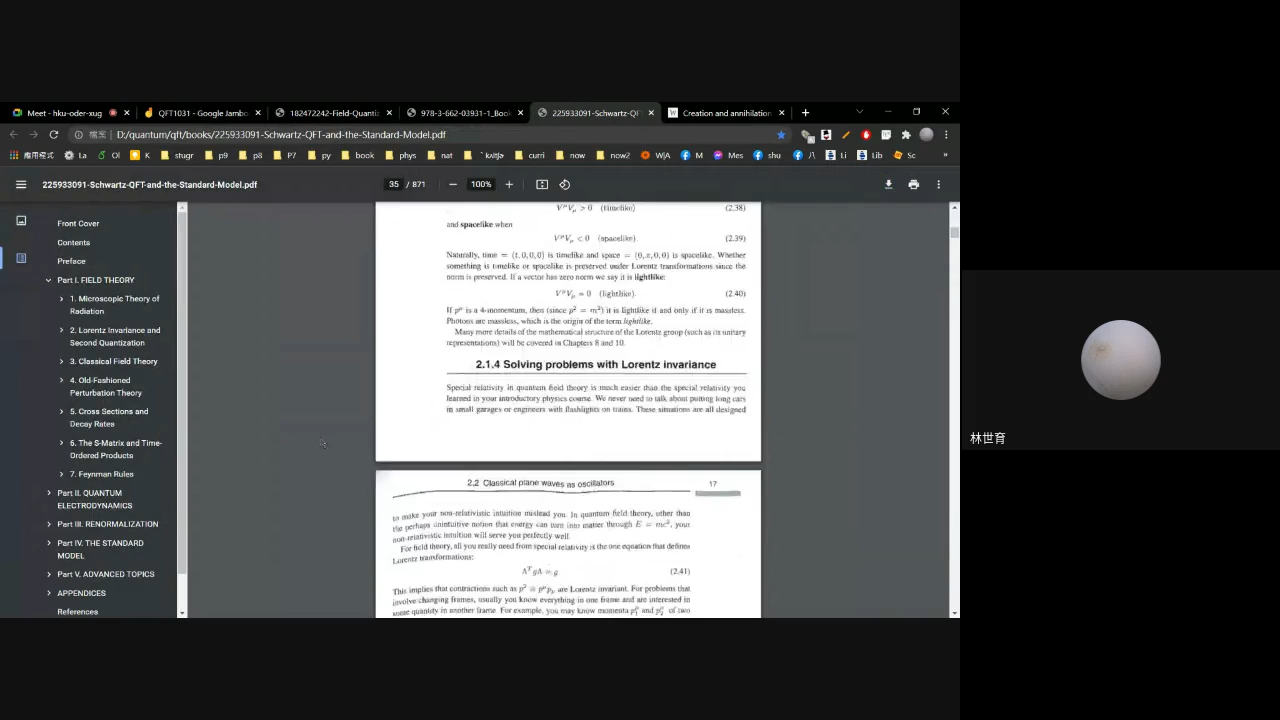 Meet - hku-oder-xug
QFT1031 - Google Jambo
182472242-Field-Quanti
978-3-662-03931-1_Boo
225933091-Schwartz-QF
Creation and annihilation
檔案 D:/quantum/qft/books/225933091-Schwartz-QFT-and-the-Standard-Model.pdf
應用程式 La Ol K stugr p9 p8 P7 py book phys nat curri now now2 WjA M Mes shu 八 Li Lib Sc »
225933091-Schwartz-QFT-and-the-Standard-Model.pdf
35 / 871
100%
Front Cover
Contents
Preface
Part I. FIELD THEORY
1. Microscopic Theory of
Radiation
2. Lorentz Invariance and
Second Quantization
3. Classical Field Theory
4. Old-Fashioned
Perturbation Theory
5. Cross Sections and
Decay Rates
6. The S-Matrix and Time-
Ordered Products
7. Feynman Rules
Part II. QUANTUM
ELECTRODYNAMICS
Part III. RENORMALIZATION
Part IV. THE STANDARD
MODEL
Part V. ADVANCED TOPICS
APPENDICES
References
V^μV_μ > 0 (timelike) (2.38)
and spacelike when
V^μV_μ < 0 (spacelike). (2.39)
Naturally, time = (t, 0, 0, 0) is timelike and space = (0, x, 0, 0) is spacelike. Whether
something is timelike or spacelike is preserved under Lorentz transformations since the
norm is preserved. If a vector has zero norm we say it is lightlike:
V^μV_μ = 0 (lightlike). (2.40)
If p^μ is a 4-momentum, then (since p² = m²) it is lightlike if and only if it is massless.
Photons are massless, which is the origin of the term lightlike.
Many more details of the mathematical structure of the Lorentz group (such as its unitary
representations) will be covered in Chapters 8 and 10.
2.1.4 Solving problems with Lorentz invariance
Special relativity in quantum field theory is much easier than the special relativity you
learned in your introductory physics course. We never need to talk about putting long cars
in small garages or engineers with flashlights on trains. These situations are all designed
2.2 Classical plane waves as oscillators 17
to make your non-relativistic intuition mislead you. In quantum field theory, other than
the perhaps unintuitive notion that energy can turn into matter through E = mc², your
non-relativistic intuition will serve you perfectly well.
For field theory, all you really need from special relativity is the one equation that defines
Lorentz transformations:
Λ^T gΛ = g (2.41)
This implies that contractions such as p² ≡ p^μp_μ are Lorentz invariant. For problems that
involve changing frames, usually you know everything in one frame and are interested in
some quantity in another frame. For example, you may know momenta p₁^μ and p₂^μ of two
林世育